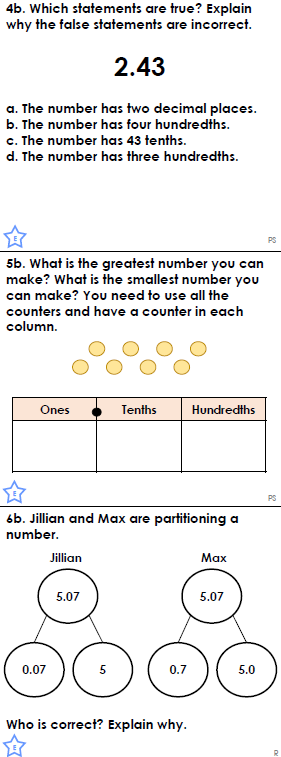 4b. Which statements are true? Explain
why the false statements are incorrect.
2.43
a. The number has two decimal places.
b. The number has four hundredths.
c. The number has 43 tenths.
d. The number has three hundredths.
E
PS
5b. What is the greatest number you can
make? What is the smallest number you
can make? You need to use all the
counters and have a counter in each
column.
Ones Tenths Hundredths
E
PS
6b. Jillian and Max are partitioning a
number.
Jillian Max
5.07 5.07
0.07 5 0.7 5.0
Who is correct? Explain why.
E
R